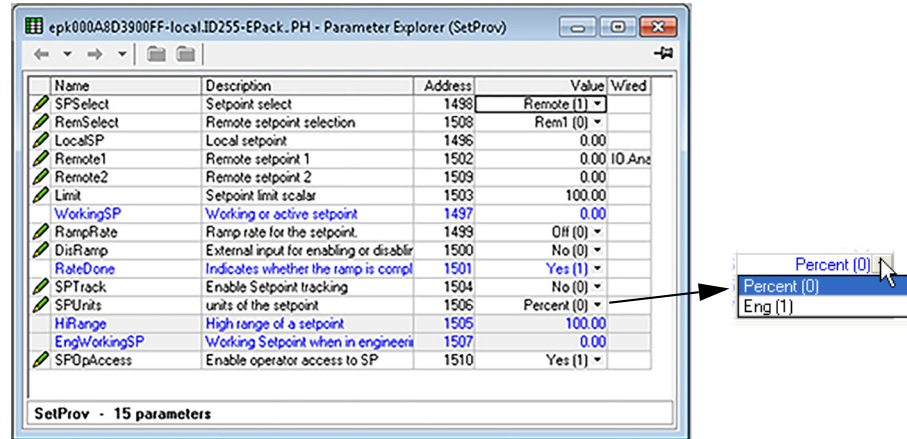 epk000A8D3900FF-local.ID255-EPack_PH - Parameter Explorer (SetProv)
Name Description Address Value Wired
SPSelect Setpoint select 1498 Remote (1)
RemSelect Remote setpoint selection 1508 Rem1 (0)
LocalSP Local setpoint 1496 0.00
Remote1 Remote setpoint 1 1502 0.00 IO.Ana
Remote2 Remote setpoint 2 1509 0.00
Limit Setpoint limit scalar 1503 100.00
WorkingSP Working or active setpoint 1497 0.00
RampRate Ramp rate for the setpoint. 1499 Off (0)
DisRamp External input for enabling or disablin 1500 No (0)
RateDone Indicates whether the ramp is compl 1501 Yes (1)
SPTrack Enable Setpoint tracking 1504 No (0)
SPUnits units of the setpoint 1506 Percent (0)
HiRange High range of a setpoint 1505 100.00
EngWorkingSP Working Setpoint when in engineeri 1507 0.00
SPOpAccess Enable operator access to SP 1510 Yes (1)
SetProv - 15 parameters
Percent (0)
Percent (0)
Eng (1)